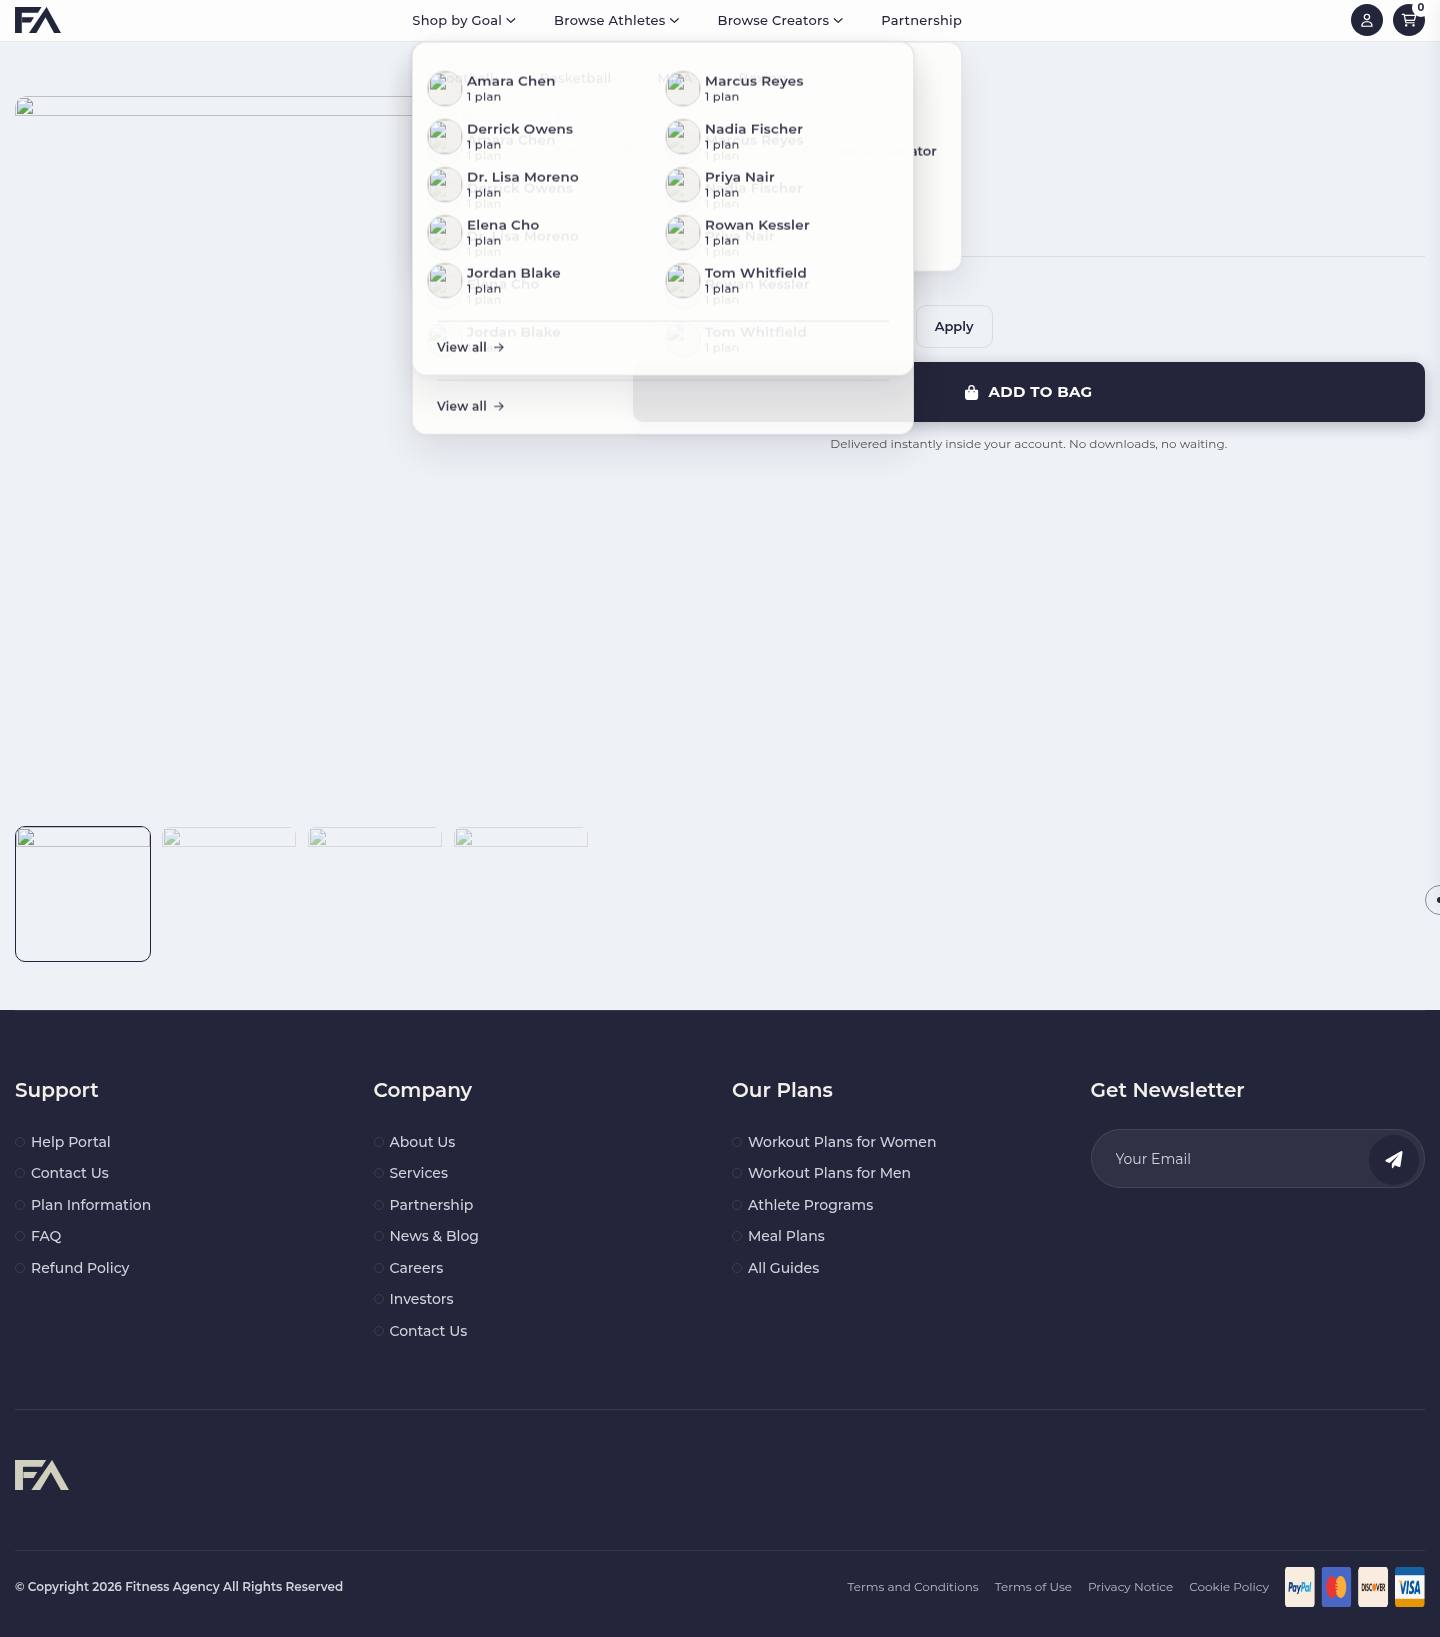 FA
Shop by Goal
Browse Athletes
Browse Creators
Partnership
0
Amara Chen
1 plan
Marcus Reyes
1 plan
Derrick Owens
1 plan
Nadia Fischer
1 plan
Dr. Lisa Moreno
1 plan
Priya Nair
1 plan
Elena Cho
1 plan
Rowan Kessler
1 plan
Jordan Blake
1 plan
Tom Whitfield
1 plan
Jordan Blake
Tom Whitfield
1 plan
View all →
View all →
Apply
ADD TO BAG
Delivered instantly inside your account. No downloads, no waiting.
Support
Help Portal
Contact Us
Plan Information
FAQ
Refund Policy
Company
About Us
Services
Partnership
News & Blog
Careers
Investors
Contact Us
Our Plans
Workout Plans for Women
Workout Plans for Men
Athlete Programs
Meal Plans
All Guides
Get Newsletter
Your Email
FA
© Copyright 2026 Fitness Agency All Rights Reserved
Terms and Conditions
Terms of Use
Privacy Notice
Cookie Policy
PayPal
DISCOVER
VISA